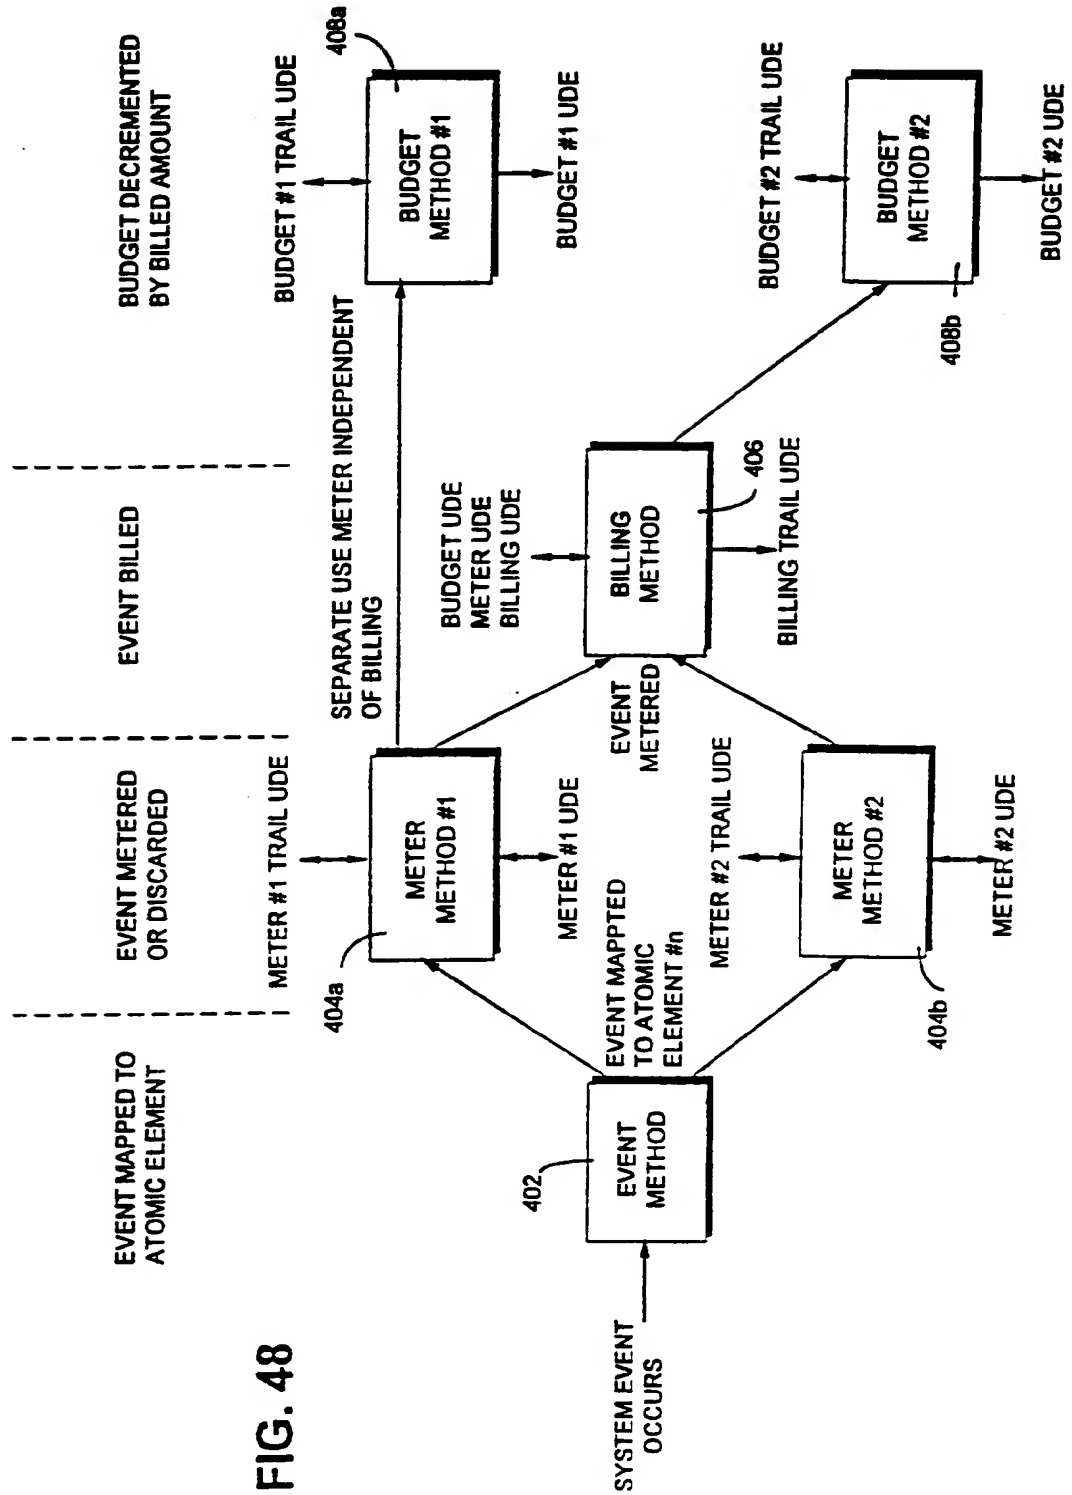 FIG. 48
EVENT MAPPED TO
ATOMIC ELEMENT
EVENT METERED
OR DISCARDED
EVENT BILLED
BUDGET DECREMENTED
BY BILLED AMOUNT
SYSTEM EVENT
OCCURS
402
EVENT
METHOD
EVENT MAPPTED
TO ATOMIC
ELEMENT #n
METER #1 TRAIL UDE
404a
METER
METHOD #1
METER #1 UDE
METER #2 TRAIL UDE
404b
METER
METHOD #2
METER #2 UDE
SEPARATE USE METER INDEPENDENT
OF BILLING
EVENT
METERED
BUDGET UDE
METER UDE
BILLING UDE
BILLING
METHOD
406
BILLING TRAIL UDE
BUDGET #1 TRAIL UDE
408a
BUDGET
METHOD #1
BUDGET #1 UDE
BUDGET #2 TRAIL UDE
BUDGET
METHOD #2
408b
BUDGET #2 UDE